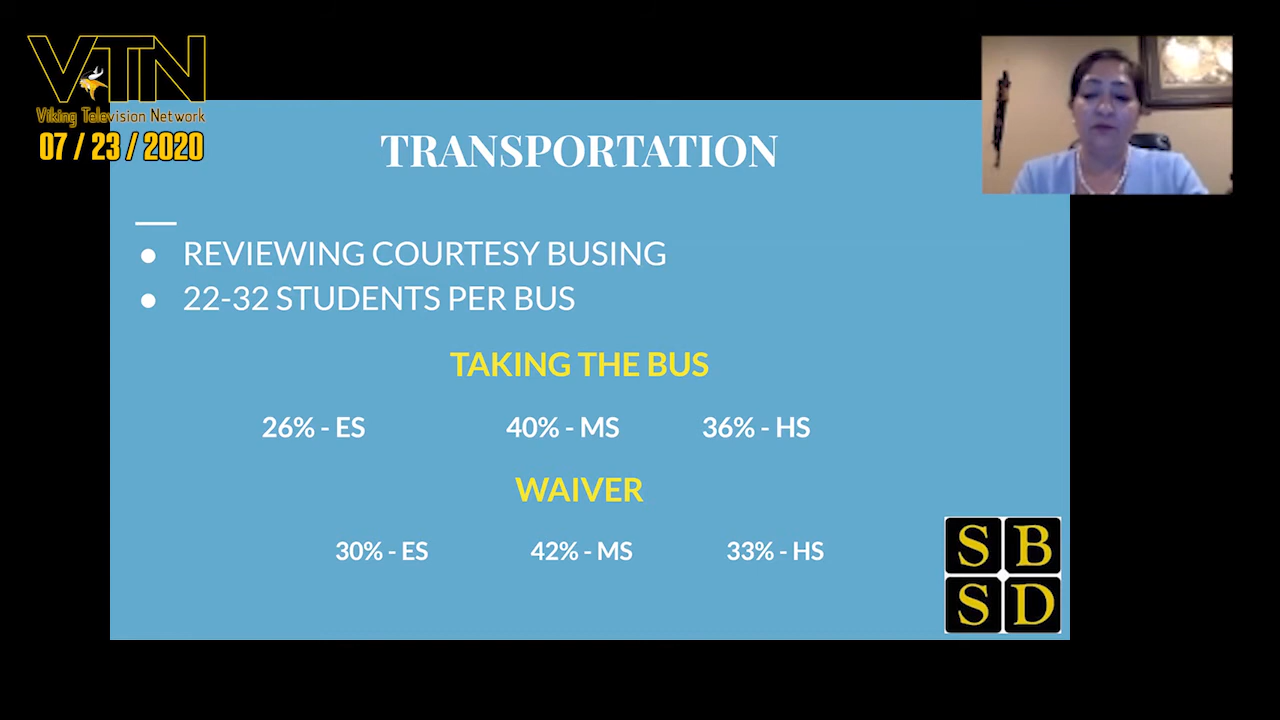 VTN
Viking Television Network
07 / 23 / 2020
TRANSPORTATION
● REVIEWING COURTESY BUSING
● 22-32 STUDENTS PER BUS
TAKING THE BUS
26% - ES 40% - MS 36% - HS
WAIVER
30% - ES 42% - MS 33% - HS
S B
S D